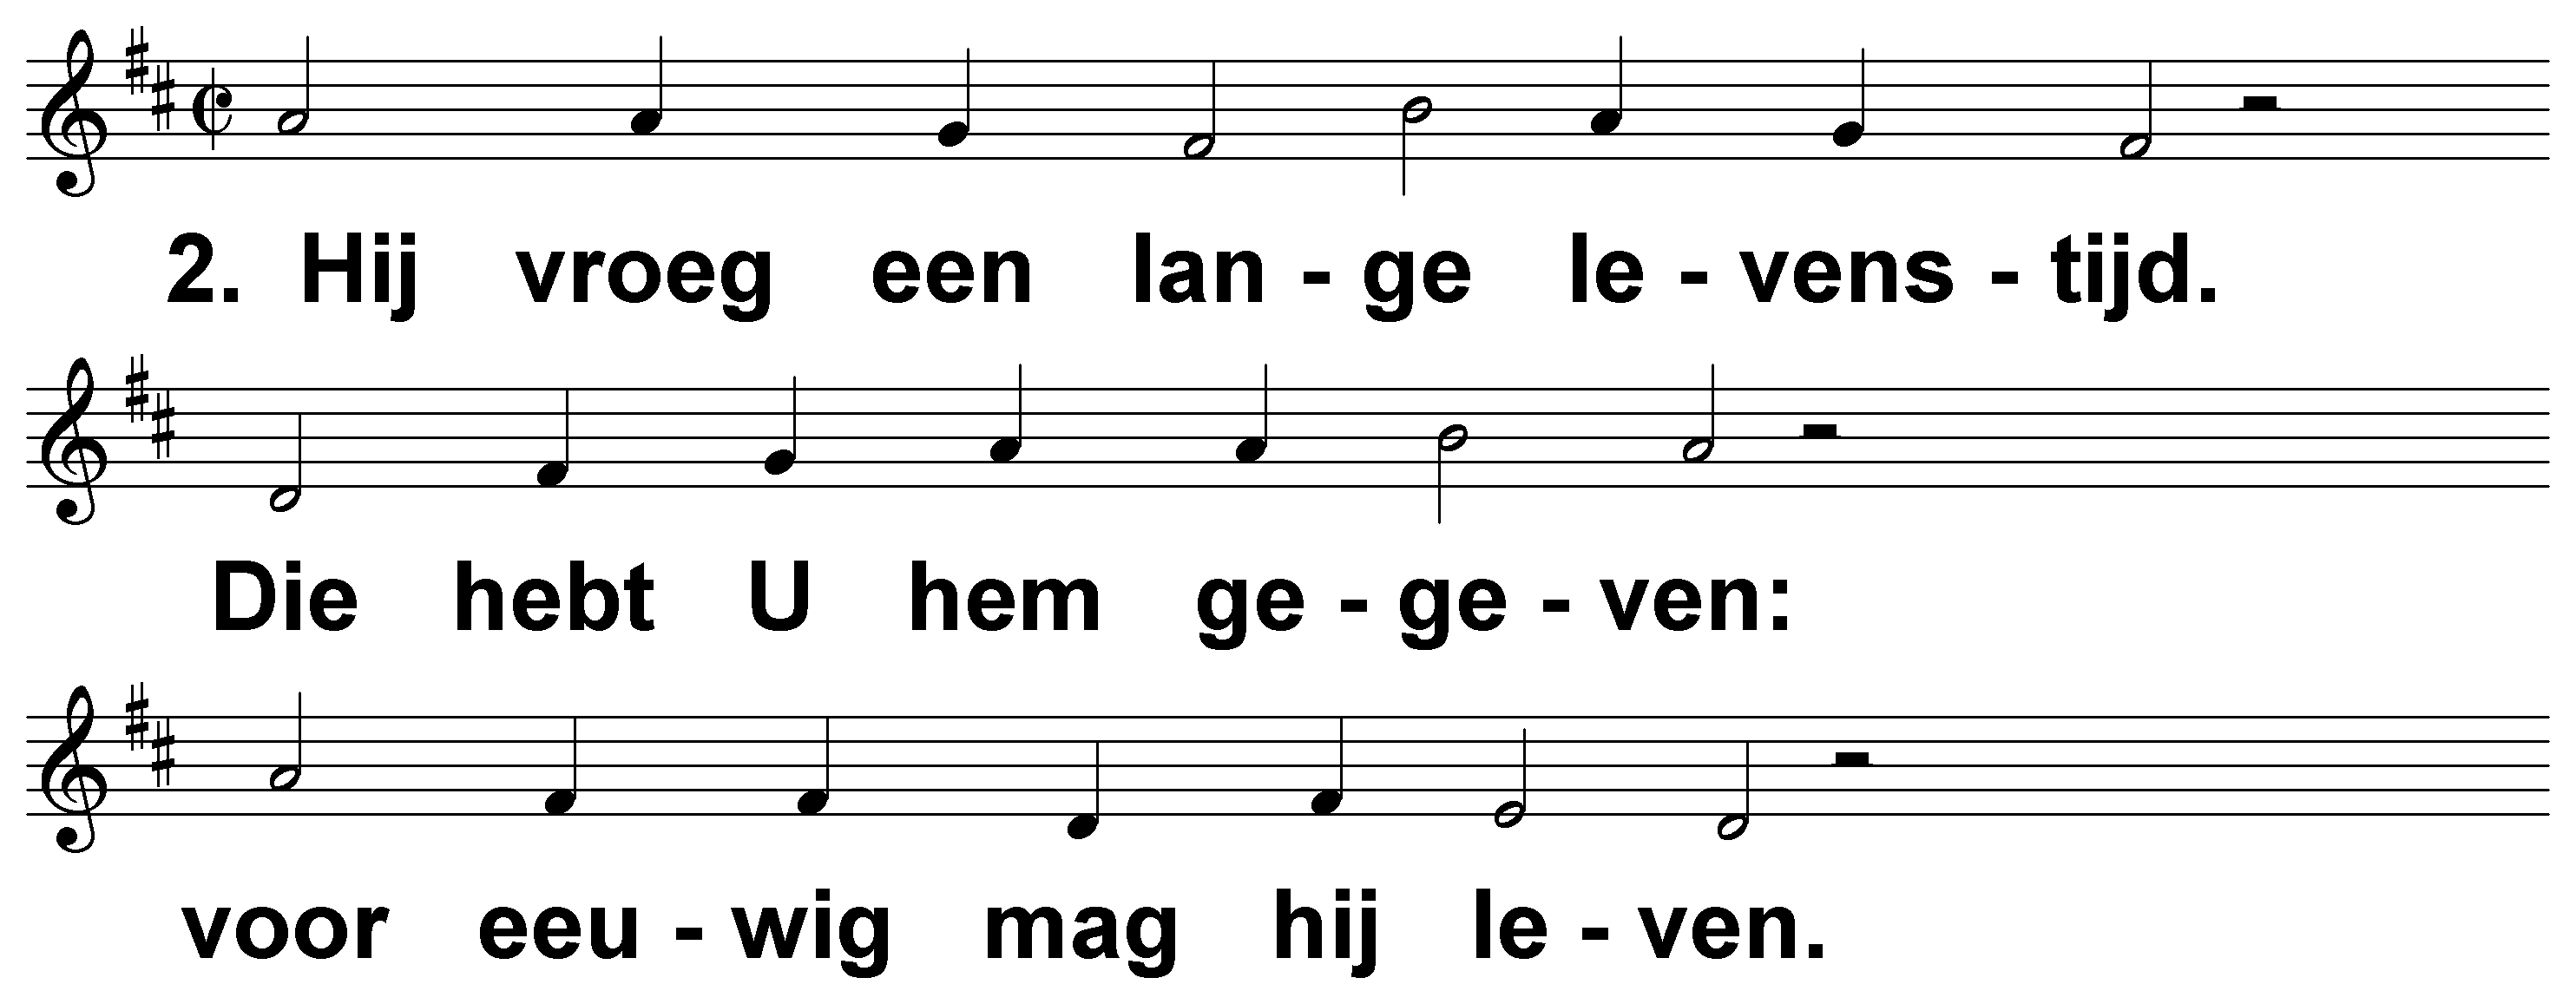 2. Hij vroeg een lan - ge le - vens - tijd.
Die hebt U hem ge - ge - ven:
voor eeu - wig mag hij le - ven.